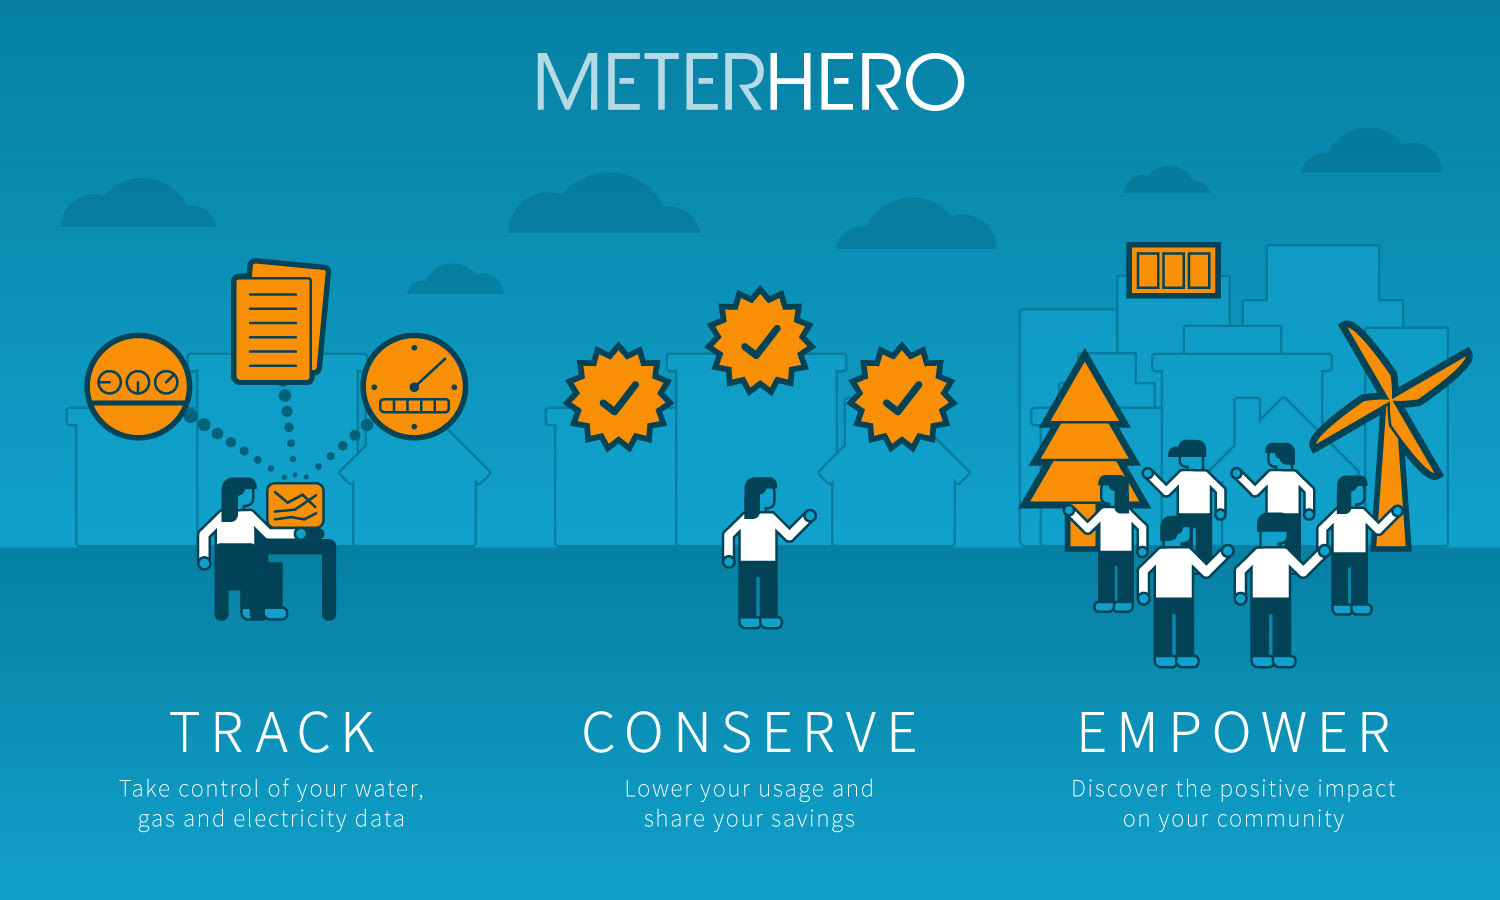 METERHERO
TRACK
Take control of your water,
gas and electricity data
CONSERVE
Lower your usage and
share your savings
EMPOWER
Discover the positive impact
on your community